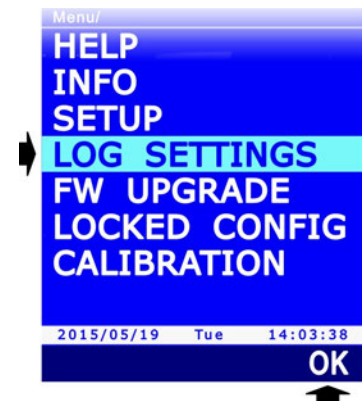 Menu/
HELP
INFO
SETUP
LOG SETTINGS
FW UPGRADE
LOCKED CONFIG
CALIBRATION
2015/05/19 Tue 14:03:38
OK